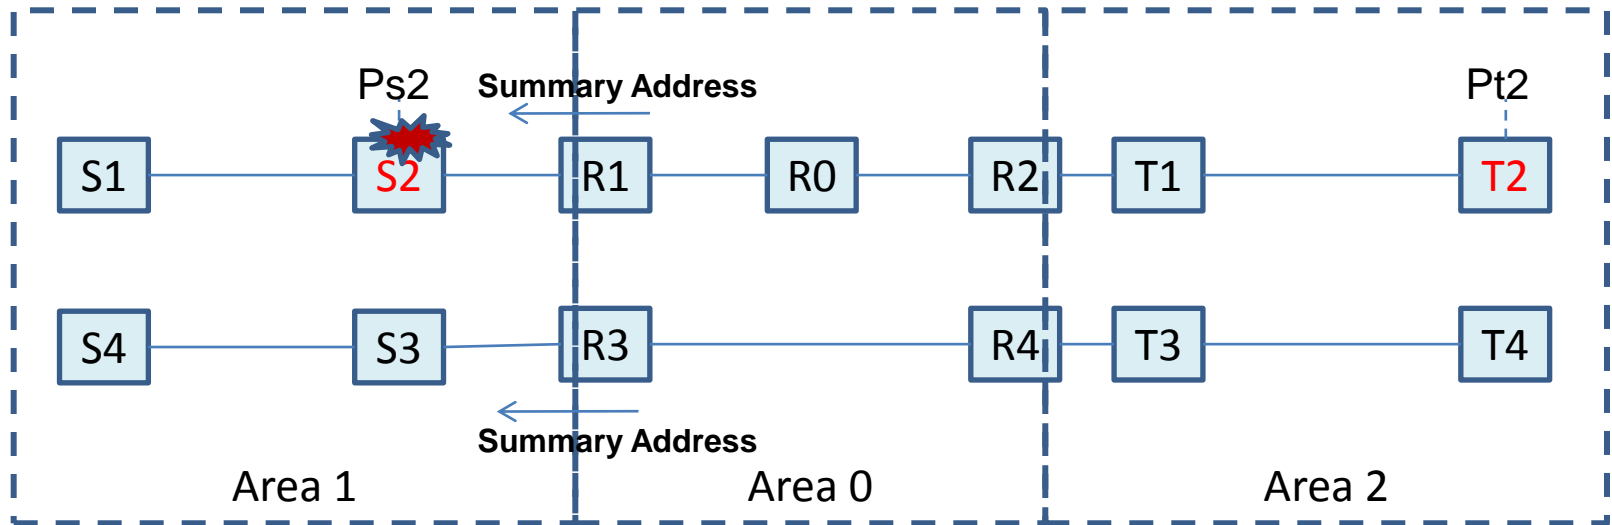 Ps2
Summary Address
Pt2
S1
S2
R1
R0
R2
T1
T2
S4
S3
R3
R4
T3
T4
Summary Address
Area 1
Area 0
Area 2